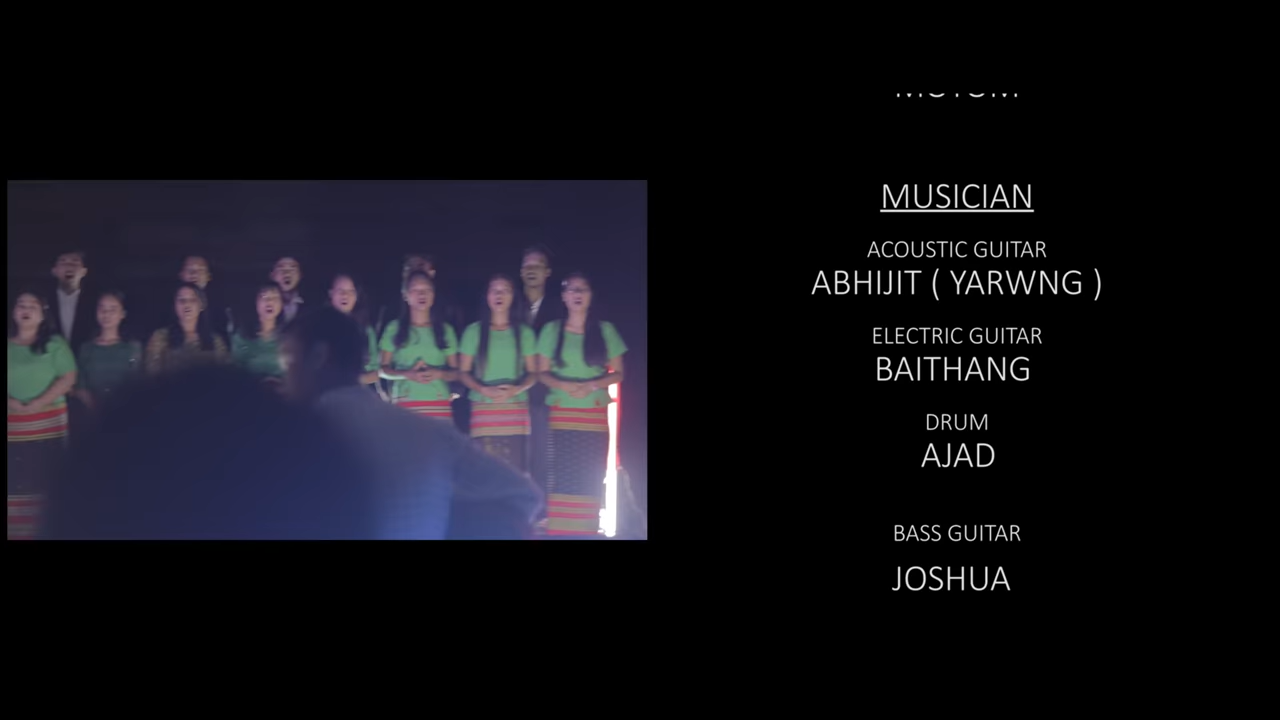 MUSICIAN
ACOUSTIC GUITAR
ABHIJIT ( YARWNG )
ELECTRIC GUITAR
BAITHANG
DRUM
AJAD
BASS GUITAR
JOSHUA